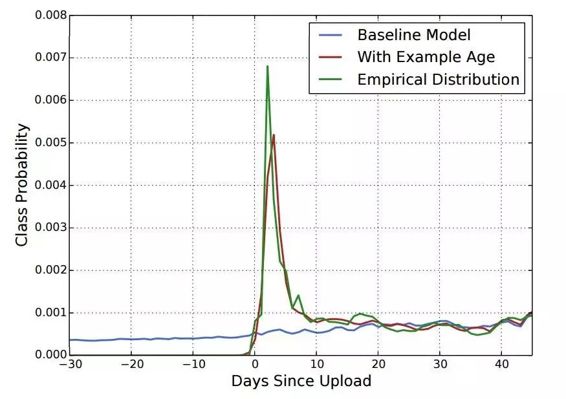 0.008
0.007
0.006
0.005
0.004
0.003
0.002
0.001
0.000
Class Probability
Baseline Model
With Example Age
Empirical Distribution
−30 −20 −10 0 10 20 30 40
Days Since Upload